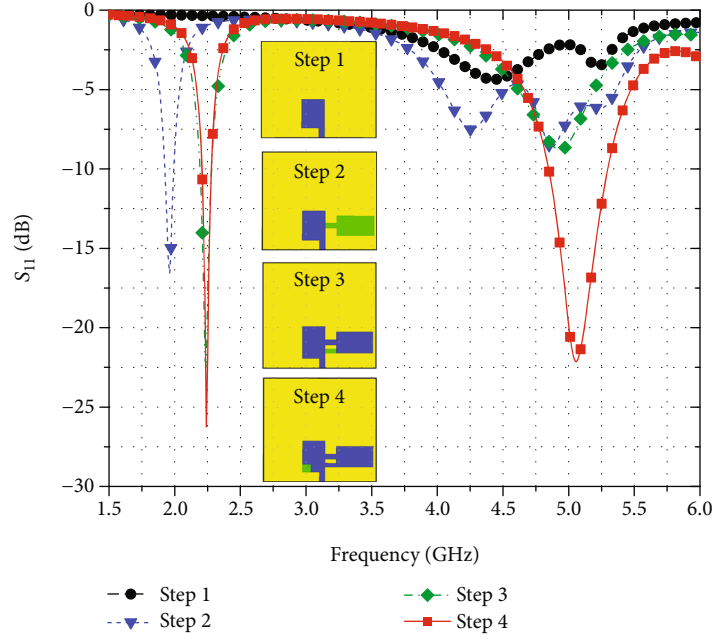 0
−5
−10
−15
−20
−25
−30
S11 (dB)
Step 1
Step 2
Step 3
Step 4
1.5 2.0 2.5 3.0 3.5 4.0 4.5 5.0 5.5 6.0
Frequency (GHz)
Step 1 Step 3
Step 2 Step 4